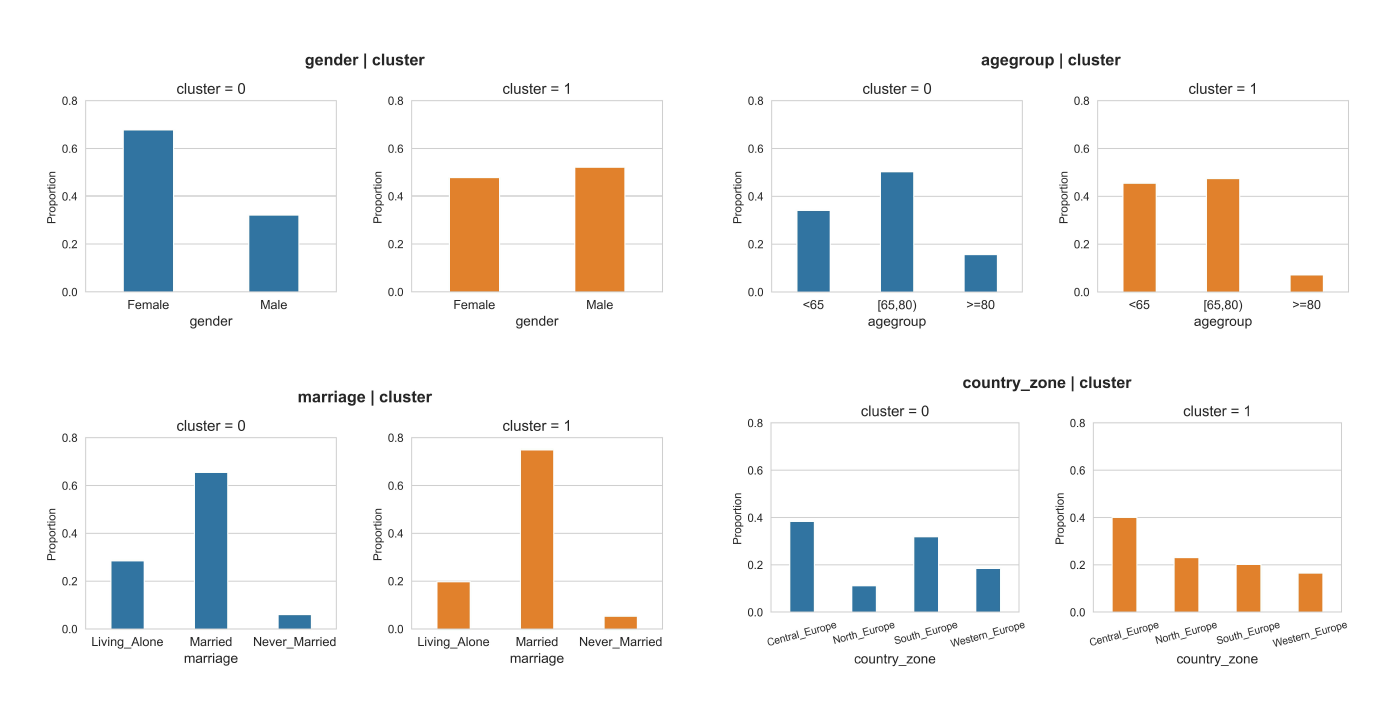 gender | cluster
cluster = 0
0.8
0.6
0.4
0.2
0.0
Proportion
Female Male
gender
cluster = 1
0.8
0.6
0.4
0.2
0.0
Proportion
Female Male
gender
agegroup | cluster
cluster = 0
0.8
0.6
0.4
0.2
0.0
Proportion
<65 [65,80) >=80
agegroup
cluster = 1
0.8
0.6
0.4
0.2
0.0
Proportion
<65 [65,80) >=80
agegroup
marriage | cluster
cluster = 0
0.8
0.6
0.4
0.2
0.0
Proportion
Living_Alone Married Never_Married
marriage
cluster = 1
0.8
0.6
0.4
0.2
0.0
Proportion
Living_Alone Married Never_Married
marriage
country_zone | cluster
cluster = 0
0.8
0.6
0.4
0.2
0.0
Proportion
Central_Europe North_Europe South_Europe Western_Europe
country_zone
cluster = 1
0.8
0.6
0.4
0.2
0.0
Proportion
Central_Europe North_Europe South_Europe Western_Europe
country_zone